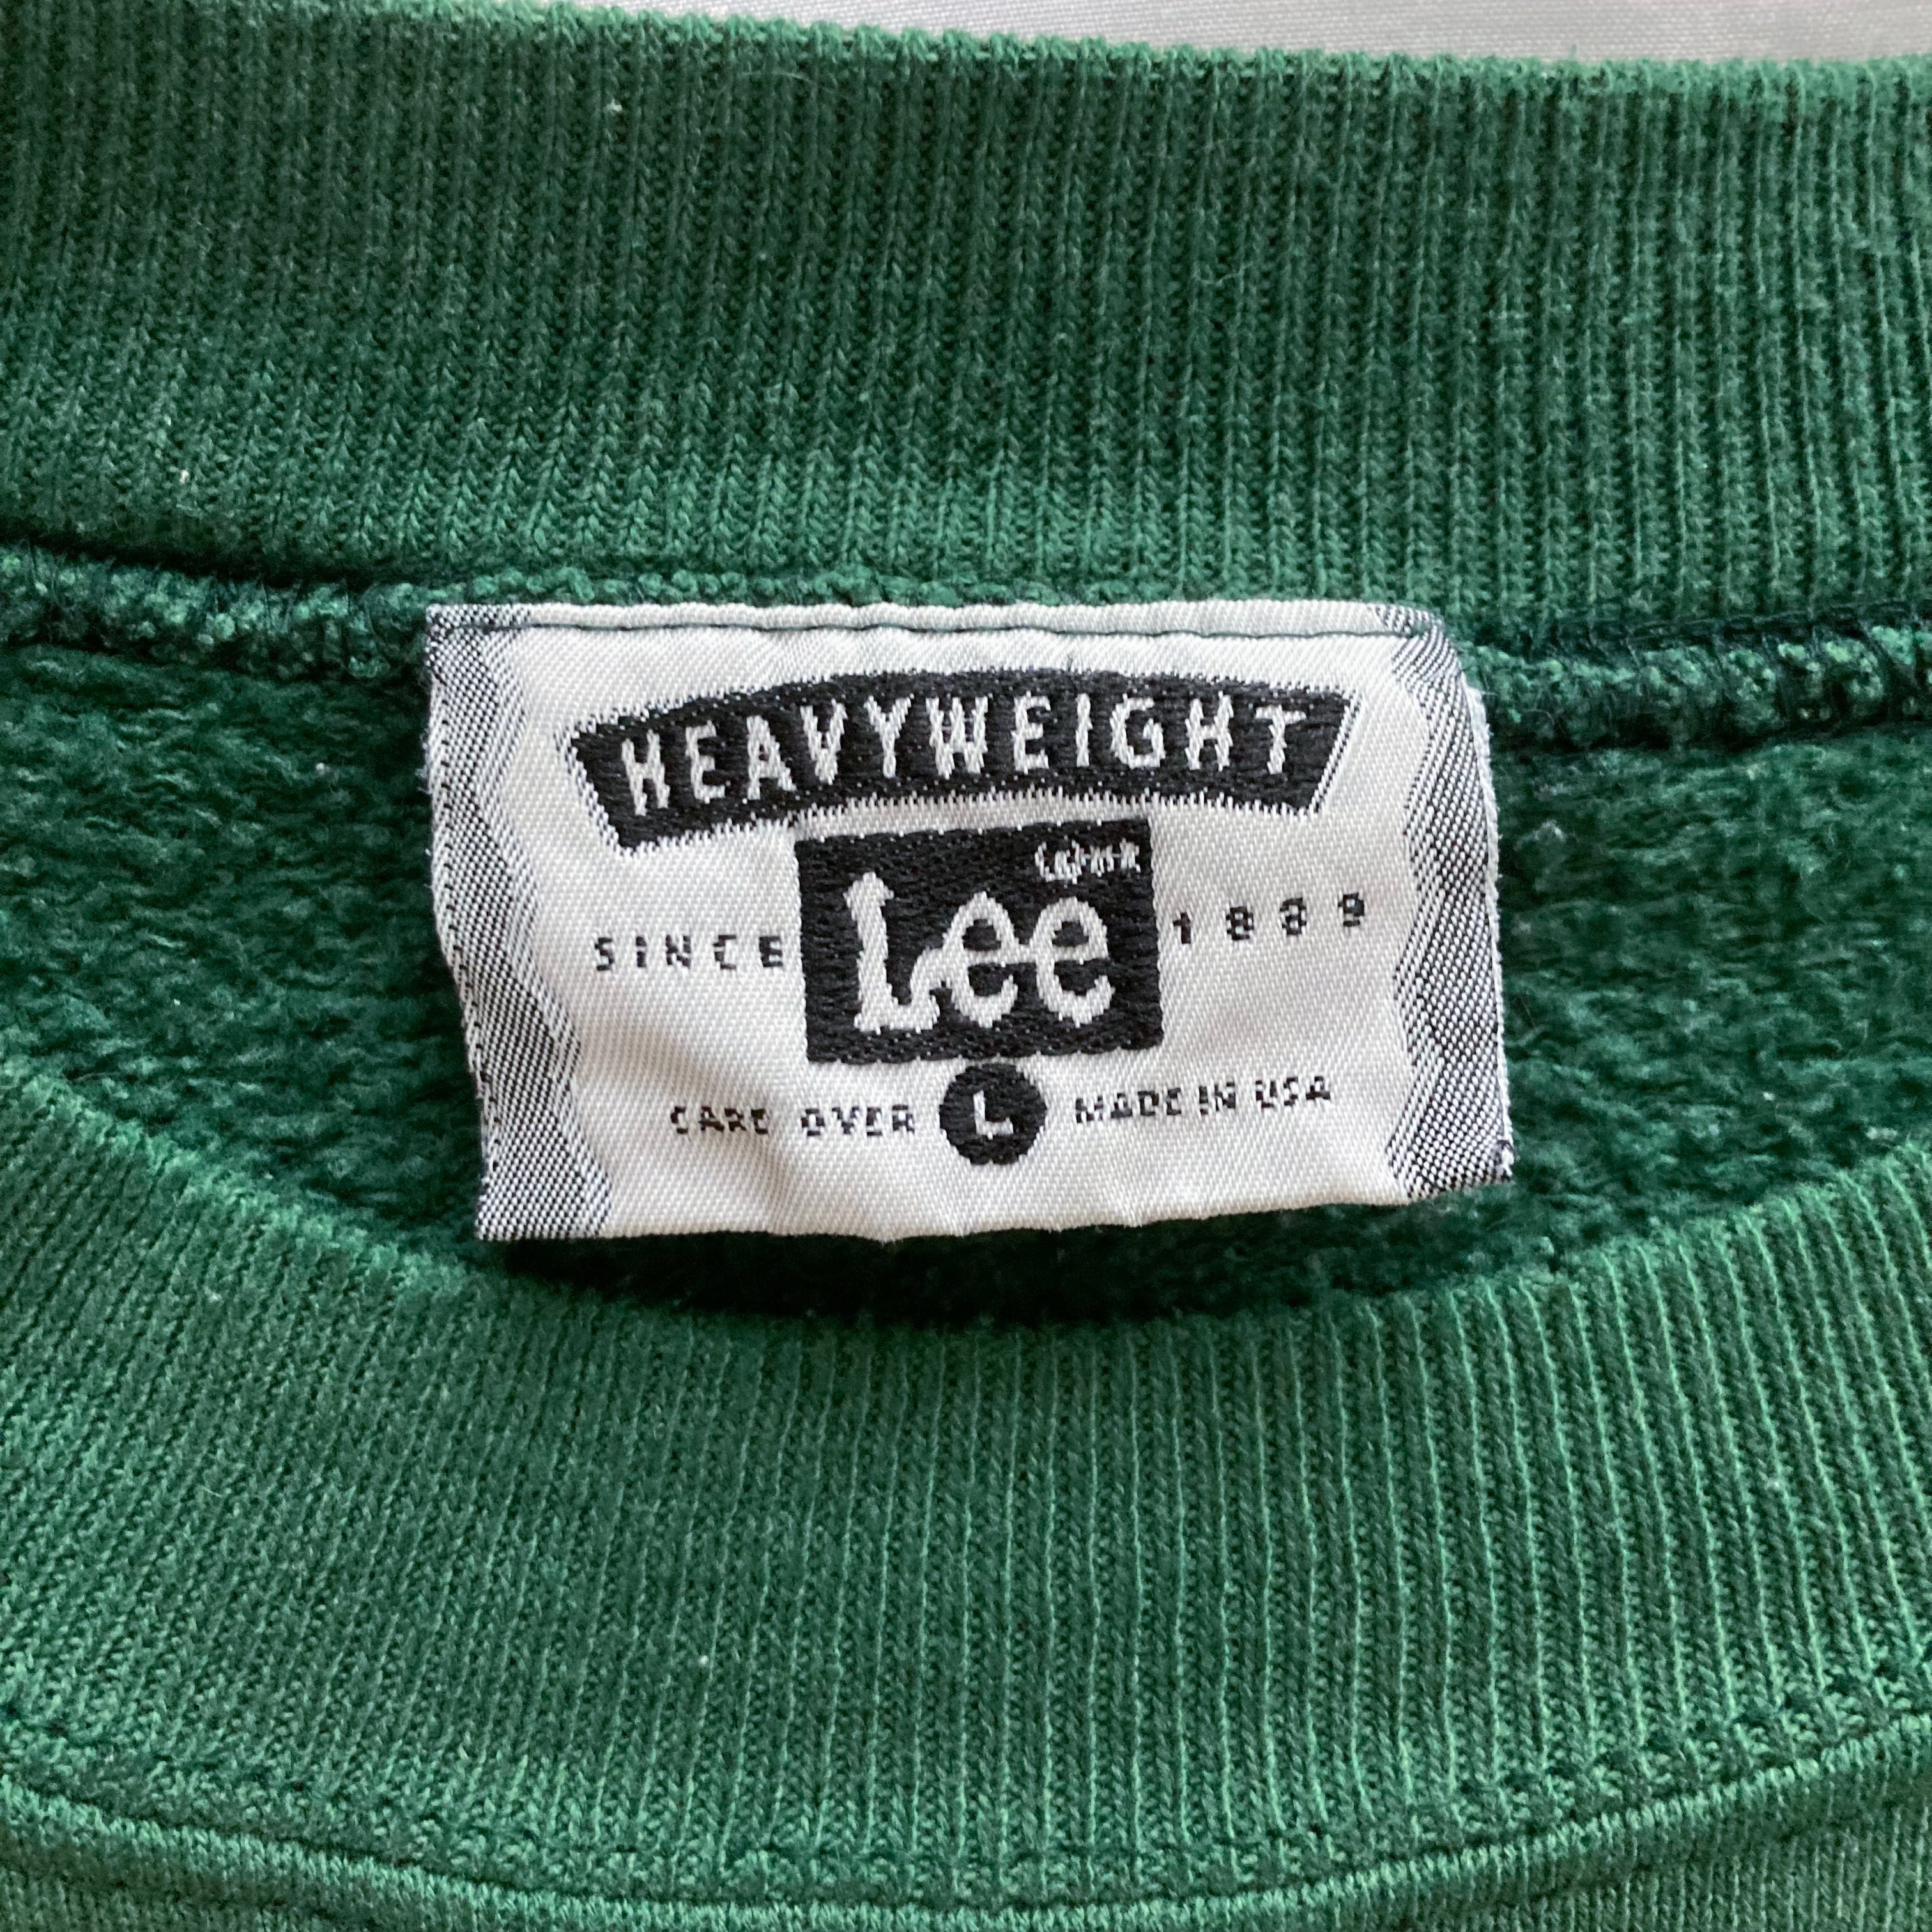 HEAVYWEIGHT
Lee
SINCE 1889
CARE OVER L MADE IN USA